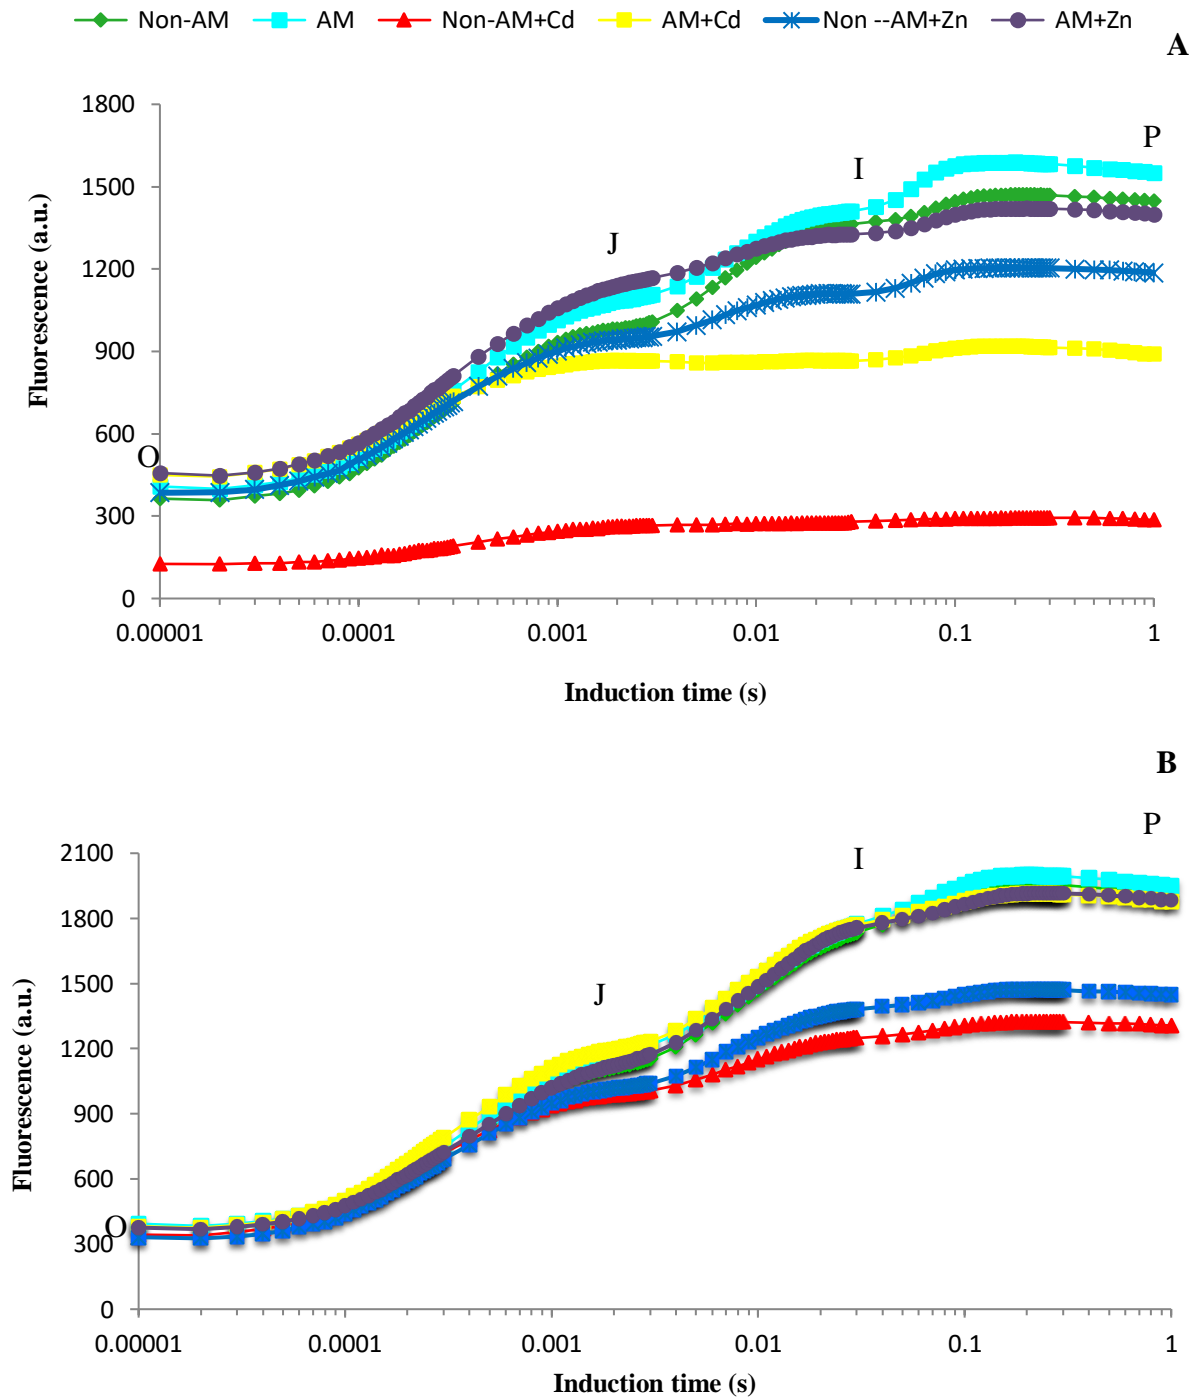 Non-AM AM Non-AM+Cd AM+Cd Non --AM+Zn AM+Zn
A
1800
P
I
1500
J
1200
Fluorescence (a.u.)
900
600
O
300
0
0.00001 0.0001 0.001 0.01 0.1 1
Induction time (s)
B
P
2100
I
1800
J
1500
1200
Fluorescence (a.u.)
900
600
O
300
0
0.00001 0.0001 0.001 0.01 0.1 1
Induction time (s)